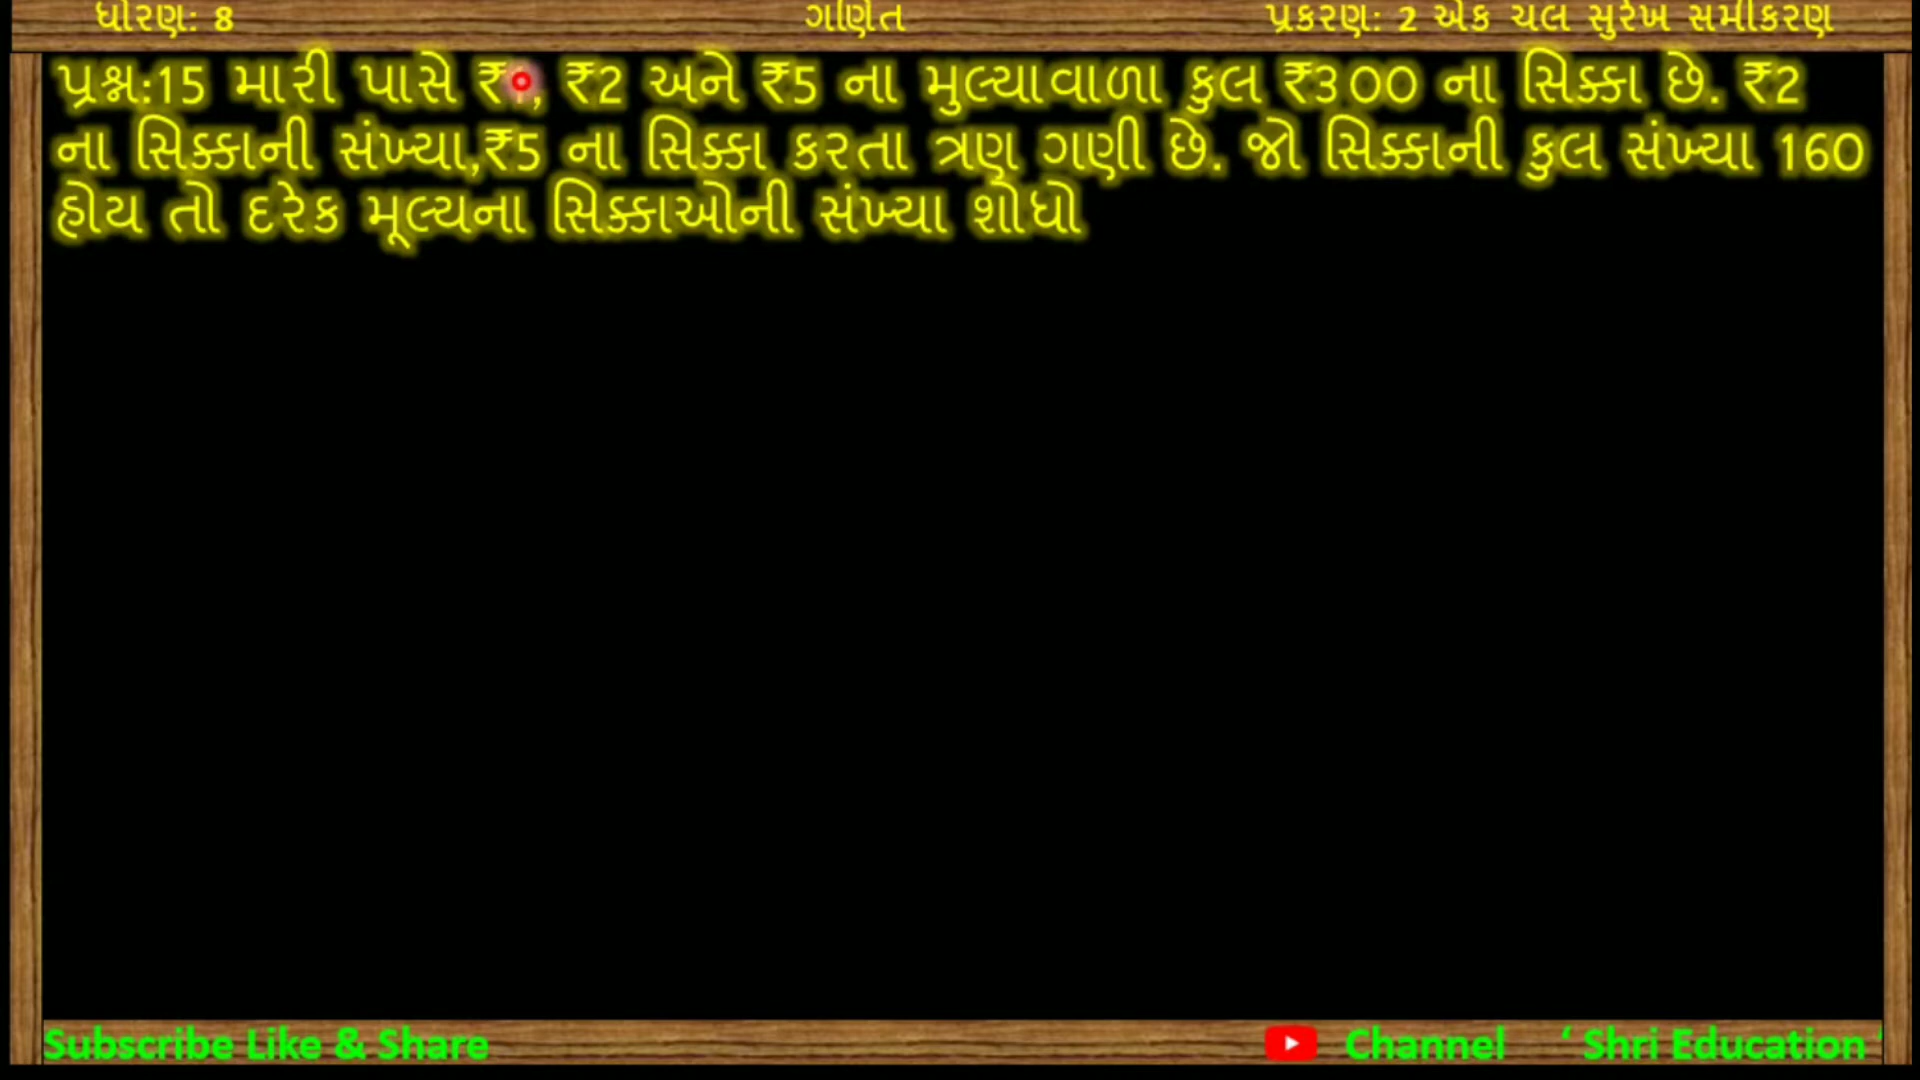 ધોરણ: 8
ગણિત
પ્રકરણ: 2 એક ચલ સુરેખ સમીકરણ
પ્રશ્ન:15 મારી પાસે ₹1, ₹2 અને ₹5 ના મુલ્યાવાળા કુલ ₹300 ના સિક્કા છે. ₹2
ના સિક્કાની સંખ્યા,₹5 ના સિક્કા કરતા ત્રણ ગણી છે. જો સિક્કાની કુલ સંખ્યા 160
હોય તો દરેક મૂલ્યના સિક્કાઓની સંખ્યા શોધો
Subscribe Like & Share
Channel ‘ Shri Education ’